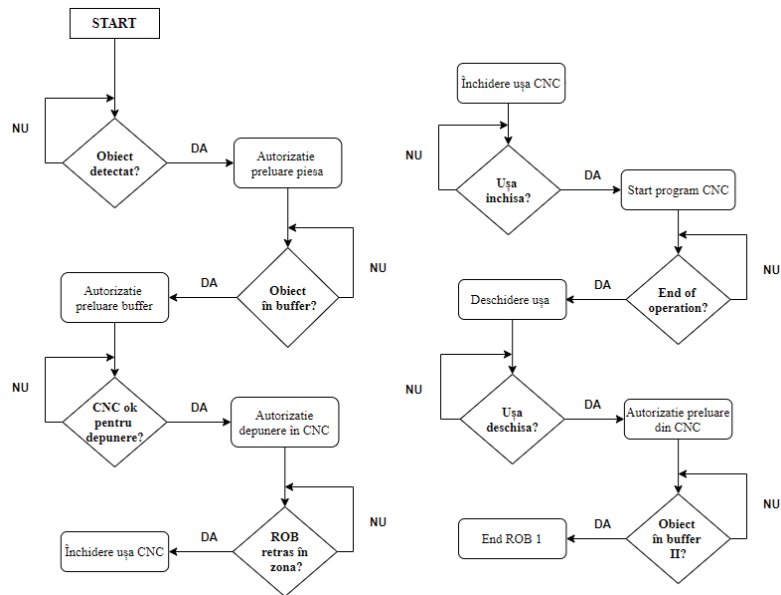 START
NU
Obiect
detectat?
DA
Autorizatie
preluare piesa
NU
Obiect
în buffer?
DA
Autorizatie
preluare buffer
NU
CNC ok
pentru
depunere?
DA
Autorizatie
depunere în CNC
NU
ROB
retras în
zona?
DA
Închidere ușa CNC
Închidere ușa CNC
NU
Ușa
inchisa?
DA
Start program CNC
NU
End of
operation?
DA
Deschidere ușa
NU
Ușa
deschisa?
DA
Autorizatie preluare
din CNC
NU
Obiect
în buffer
II?
DA
End ROB 1